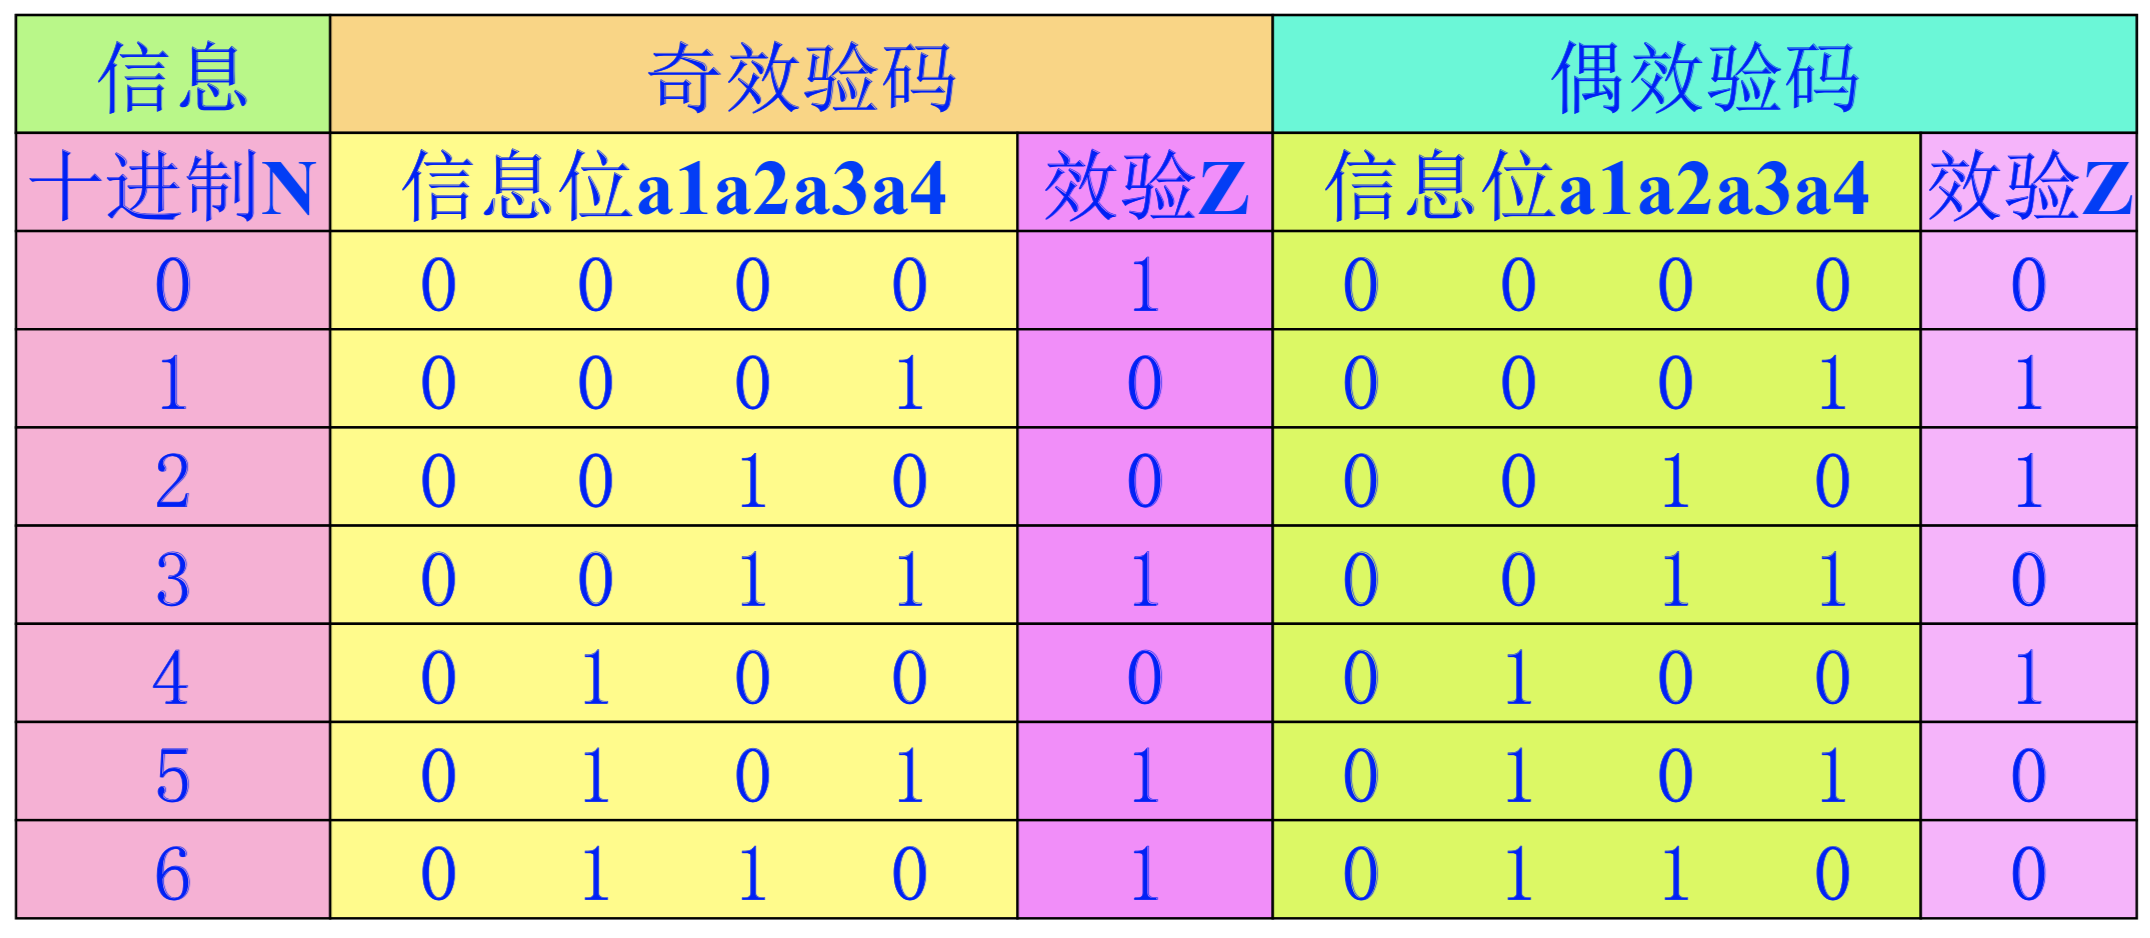 信息 奇效验码 偶效验码
十进制N 信息位a1a2a3a4 效验Z 信息位a1a2a3a4 效验Z
0 0 0 0 0 1 0 0 0 0 0
1 0 0 0 1 0 0 0 0 1 1
2 0 0 1 0 0 0 0 1 0 1
3 0 0 1 1 1 0 0 1 1 0
4 0 1 0 0 0 0 1 0 0 1
5 0 1 0 1 1 0 1 0 1 0
6 0 1 1 0 1 0 1 1 0 0